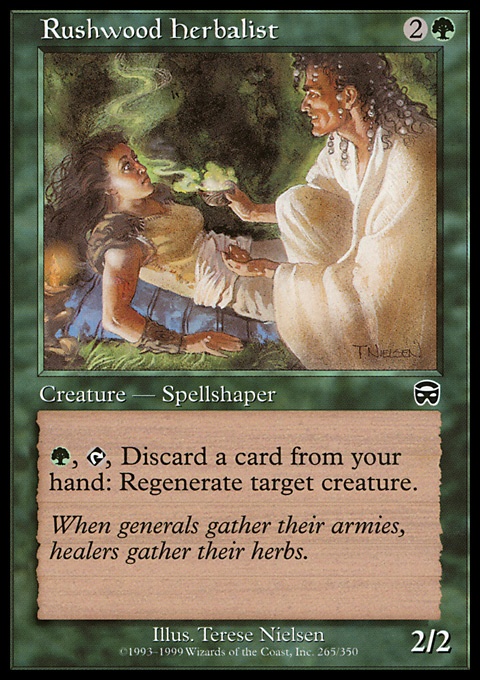 Rushwood Herbalist 2
T. NIELSEN
Creature — Spellshaper
, , Discard a card from your
hand: Regenerate target creature.
When generals gather their armies,
healers gather their herbs.
Illus. Terese Nielsen
©1993–1999 Wizards of the Coast, Inc. 265/350
2/2